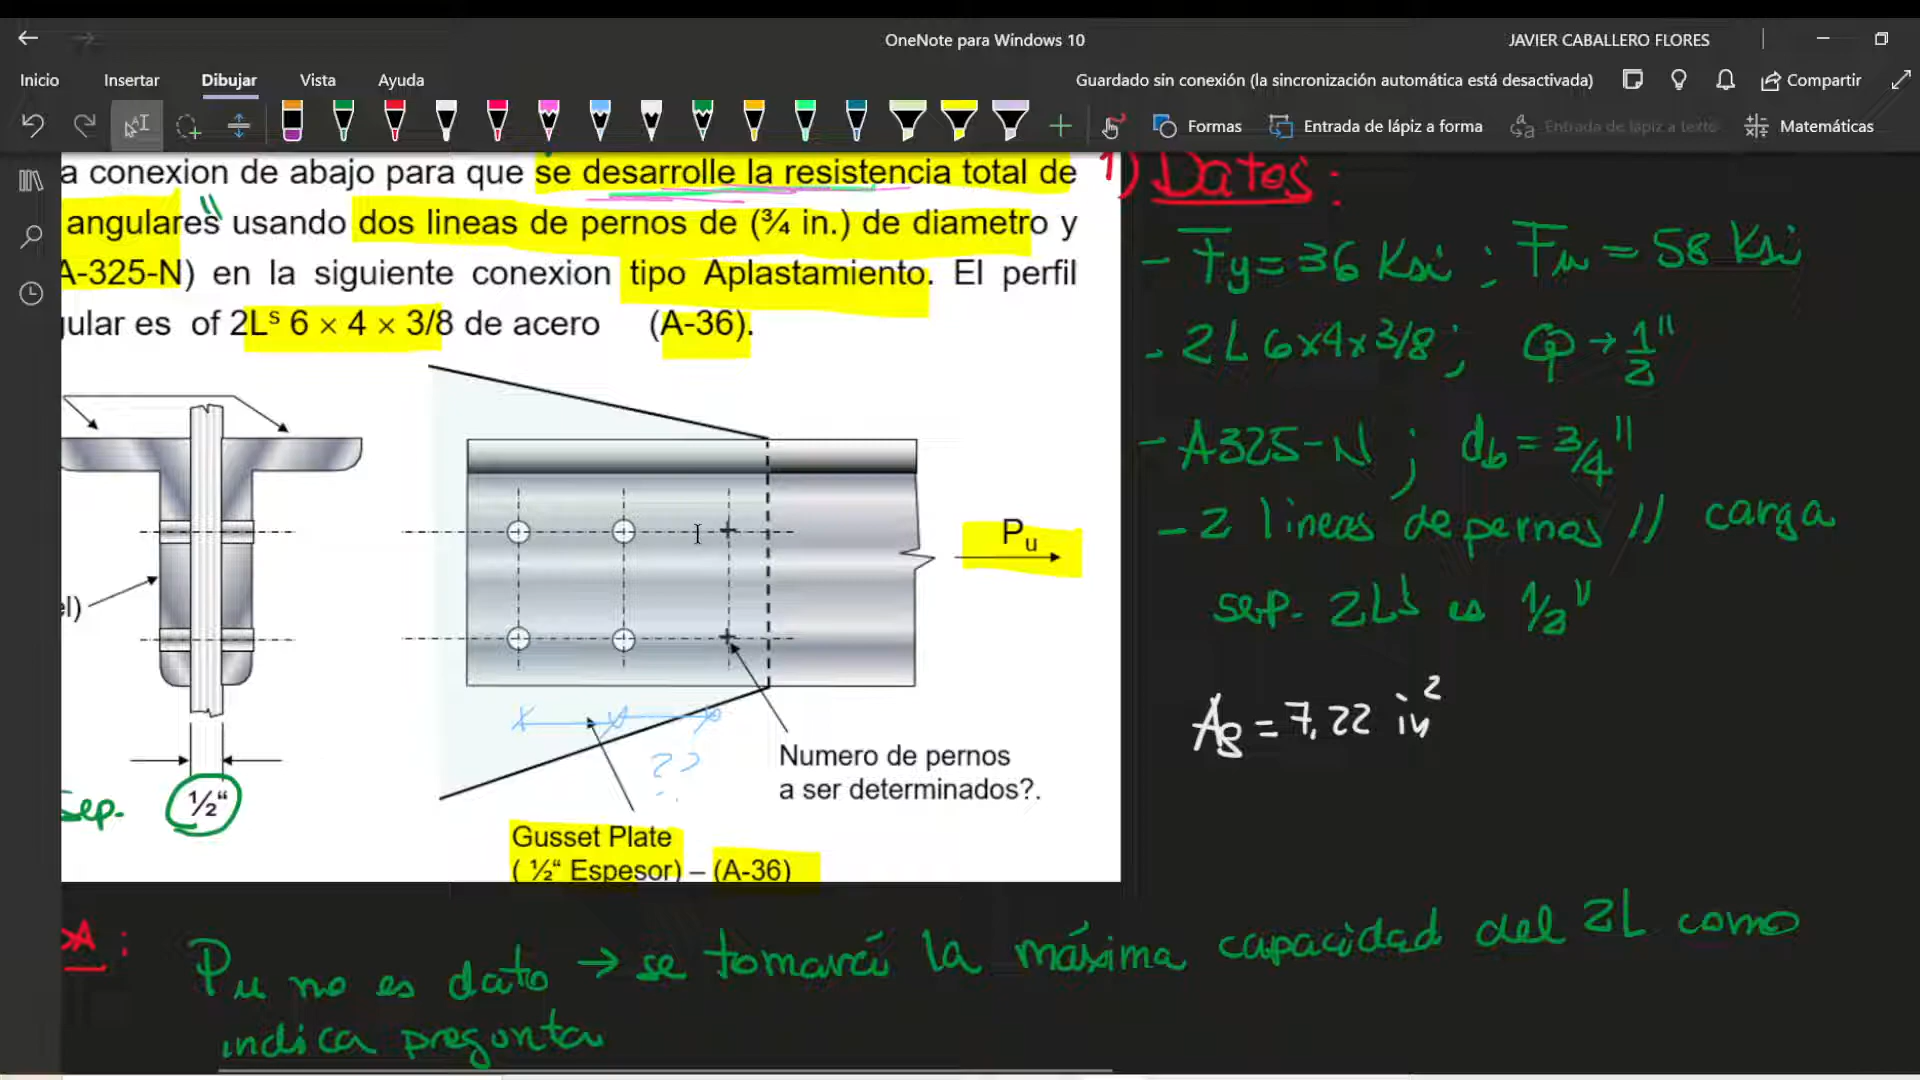 OneNote para Windows 10
JAVIER CABALLERO FLORES
Inicio Insertar Dibujar Vista Ayuda
Guardado sin conexión (la sincronización automática está desactivada)
Compartir
Formas
Entrada de lápiz a forma
Entrada de lápiz a texto
Matemáticas
a conexion de abajo para que se desarrolle la resistencia total de
angulares usando dos lineas de pernos de (¾ in.) de diametro y
A-325-N) en la siguiente conexion tipo Aplastamiento. El perfil
gular es of 2Lˢ 6 × 4 × 3/8 de acero (A-36).
Pu
el)
Sep. ½“
??
Numero de pernos
a ser determinados?.
Gusset Plate
( ½“ Espesor) – (A-36)
1) Datos:
- Fy = 36 Ksi ; Fu = 58 Ksi
- 2L 6x4x3/8 ; → 1/2"
- A325-N ; db = 3/4"
- 2 lineas de pernos // carga
sep. 2Ls es 1/2"
Ag = 7,22 in²
A:
Pu no es dato → se tomará la máxima capacidad del 2L como
indica pregunta